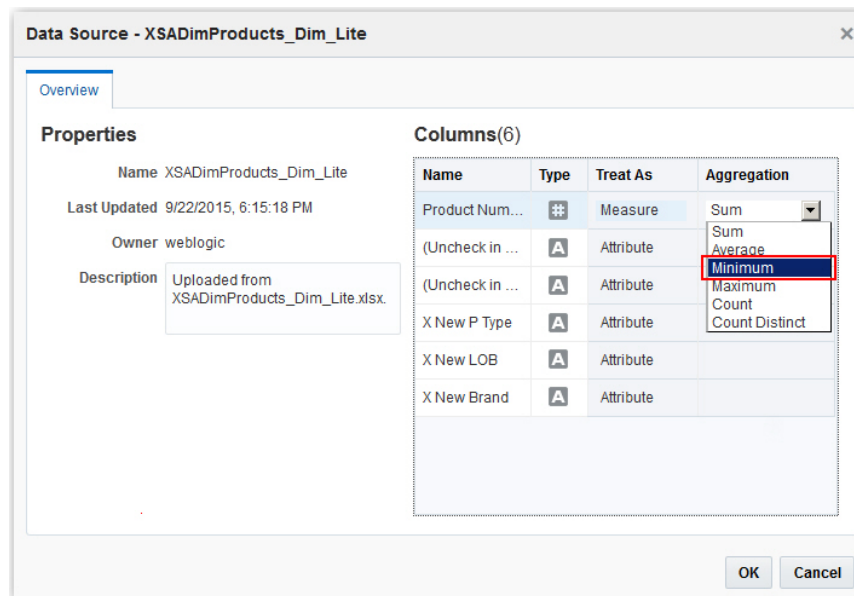 Data Source - XSADimProducts_Dim_Lite
Overview
Properties
Name XSADimProducts_Dim_Lite
Last Updated 9/22/2015, 6:15:18 PM
Owner weblogic
Description Uploaded from
XSADimProducts_Dim_Lite.xlsx.
Columns(6)
Name Type Treat As Aggregation
Product Num... # Measure Sum
(Uncheck in ... A Attribute
(Uncheck in ... A Attribute
X New P Type A Attribute
X New LOB A Attribute
X New Brand A Attribute
Sum
Average
Minimum
Maximum
Count
Count Distinct
OK Cancel